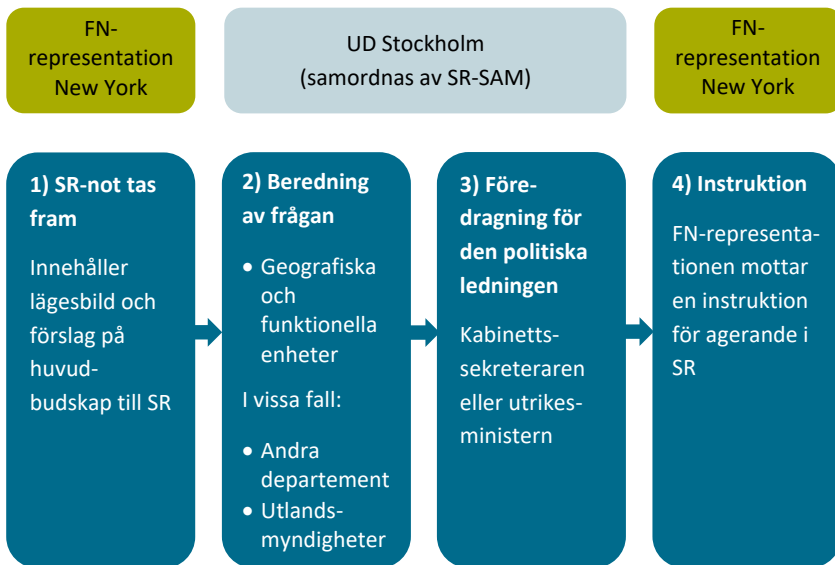 FN-
representation
New York
UD Stockholm
(samordnas av SR-SAM)
FN-
representation
New York
1) SR-not tas
fram
Innehåller
lägesbild och
förslag på
huvud-
budskap till SR
2) Beredning
av frågan
• Geografiska
och
funktionella
enheter
I vissa fall:
• Andra
departement
• Utlands-
myndigheter
3) Före-
dragning för
den politiska
ledningen
Kabinetts-
sekreteraren
eller utrikes-
ministern
4) Instruktion
FN-representa-
tionen mottar
en instruktion
för agerande i
SR